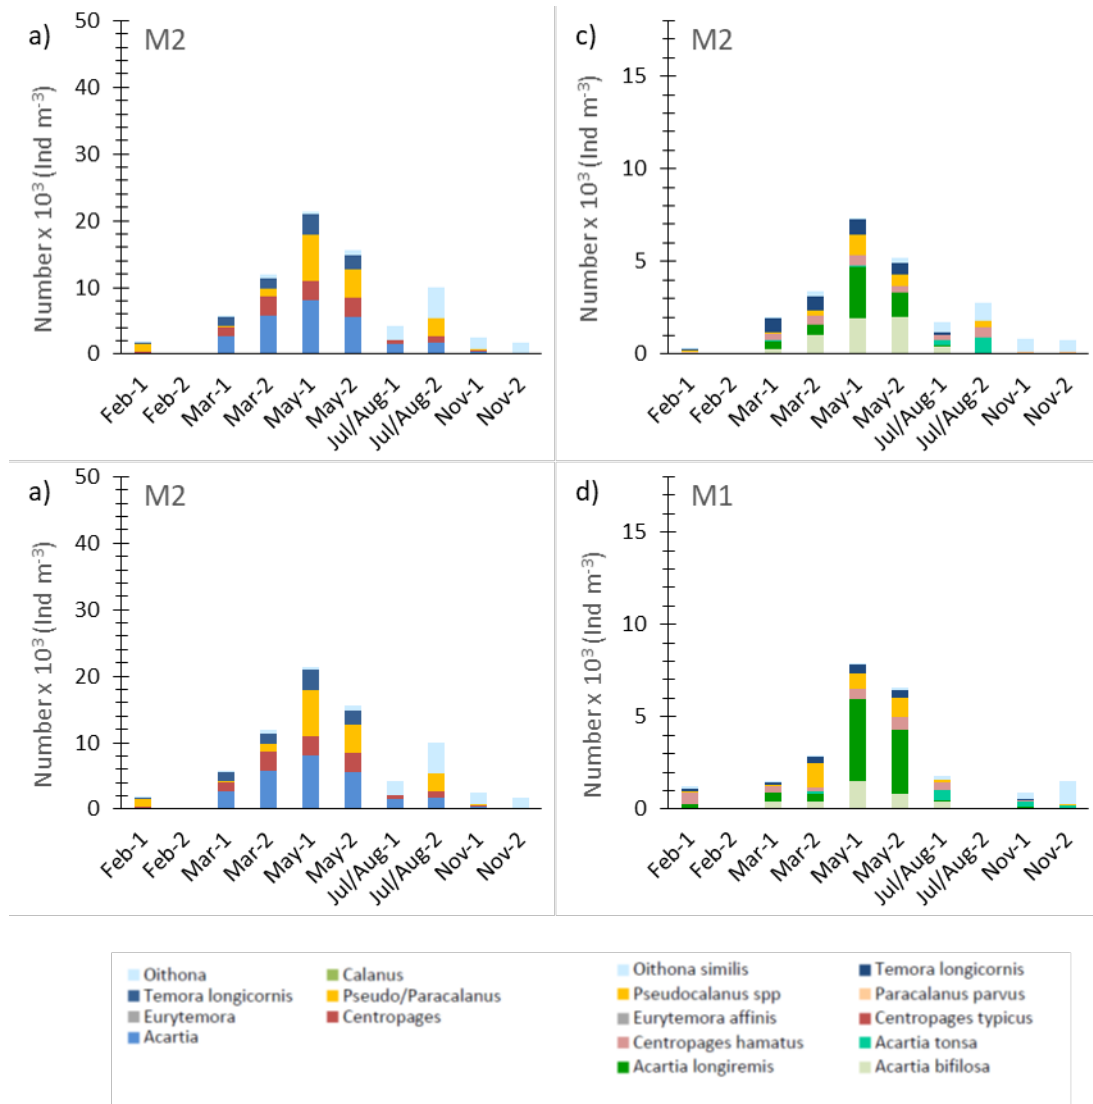 a) M2
Number x 10³ (Ind m⁻³)
50
40
30
20
10
0
Feb-1
Feb-2
Mar-1
Mar-2
May-1
May-2
Jul/Aug-1
Jul/Aug-2
Nov-1
Nov-2
c) M2
Number x 10³ (Ind m⁻³)
15
10
5
0
Feb-1
Feb-2
Mar-1
Mar-2
May-1
May-2
Jul/Aug-1
Jul/Aug-2
Nov-1
Nov-2
a) M2
Number x 10³ (Ind m⁻³)
50
40
30
20
10
0
Feb-1
Feb-2
Mar-1
Mar-2
May-1
May-2
Jul/Aug-1
Jul/Aug-2
Nov-1
Nov-2
d) M1
Number x 10³ (Ind m⁻³)
15
10
5
0
Feb-1
Feb-2
Mar-1
Mar-2
May-1
May-2
Jul/Aug-1
Jul/Aug-2
Nov-1
Nov-2
Oithona Calanus
Temora longicornis Pseudo/Paracalanus
Eurytemora Centropages
Acartia
Oithona similis Temora longicornis
Pseudocalanus spp Paracalanus parvus
Eurytemora affinis Centropages typicus
Centropages hamatus Acartia tonsa
Acartia longiremis Acartia bifilosa